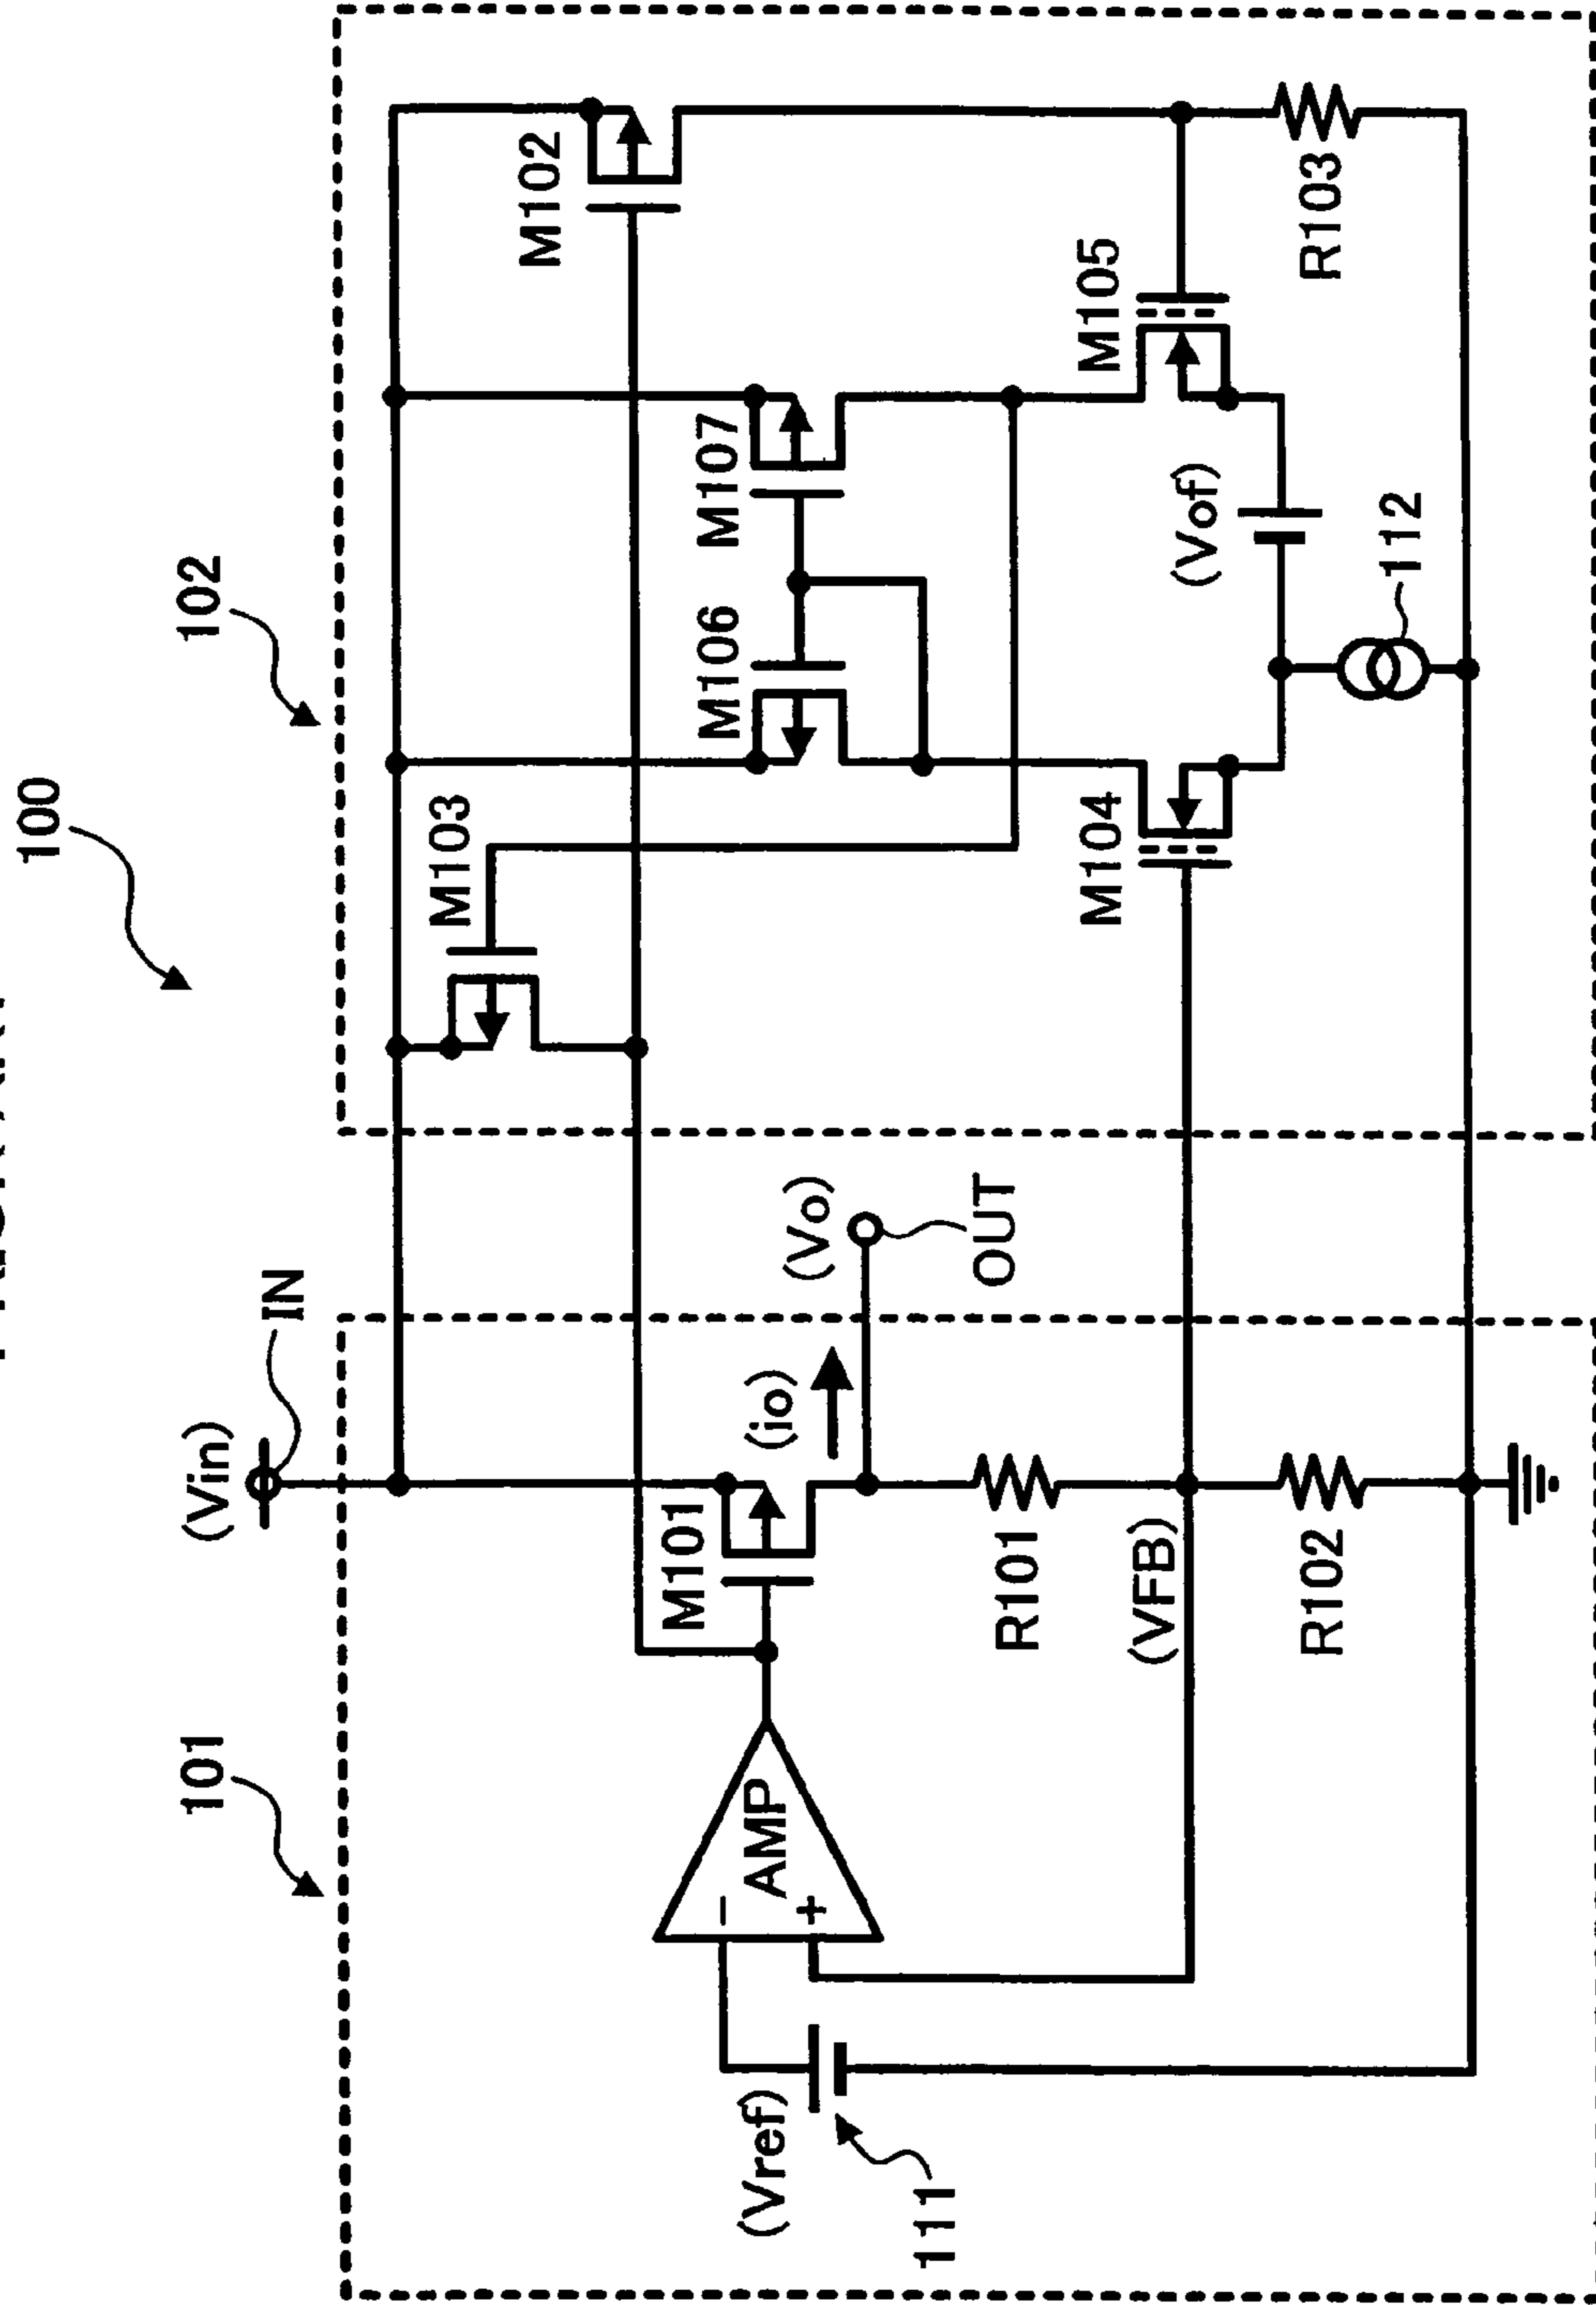 100
101
(Vin)
102
IN
M103
M102
M101
M106
M107
−
(Vref)
AMP
(io)
(Vo)
+
111
OUT
R101
M104
M105
(VFB)
(Vof)
R102
R103
112